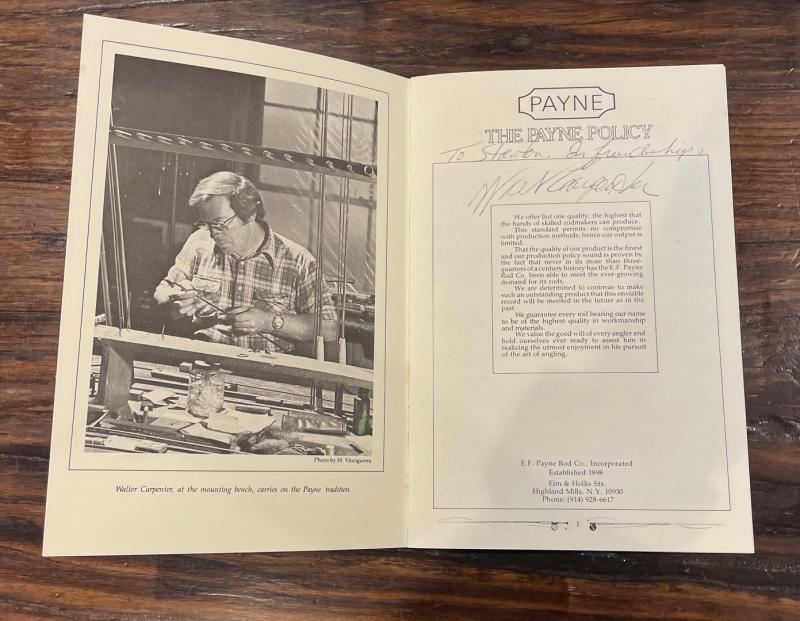 Photo by M. Vinciguerra
Walter Carpenter, at the mounting bench, carries on the Payne tradition.
PAYNE
THE PAYNE POLICY
To In friendship,
Walt Carpenter
We offer but one quality, the highest that
the hands of skilled rodmakers can produce.
This standard permits no compromise
with production methods; hence our output is
limited.
That the quality of our product is the finest
and our production policy sound is proven by
the fact that never in its more than three-
quarters of a century history has the E.F. Payne
Rod Co. been able to meet the ever-growing
demand for its rods.
We are determined to continue to make
such an outstanding product that this enviable
record will be merited in the future as in the
past.
We guarantee every rod bearing our name
to be of the highest quality in workmanship
and materials.
We value the good will of every angler and
hold ourselves ever ready to assist him in
realizing the utmost enjoyment in his pursuit
of the art of angling.
E.F. Payne Rod Co., Incorporated
Established 1898
Elm & Hollis Sts.
Highland Mills, N.Y. 10930
Phone: (914) 928-6617
1